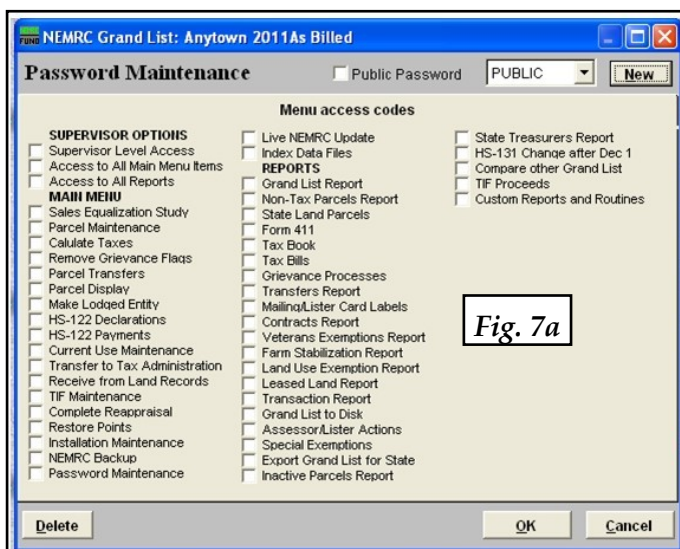 FUND NEMRC Grand List: Anytown 2011As Billed
Password Maintenance
Public Password
PUBLIC
New
Menu access codes
SUPERVISOR OPTIONS
Supervisor Level Access
Access to All Main Menu Items
Access to All Reports
MAIN MENU
Sales Equalization Study
Parcel Maintenance
Calulate Taxes
Remove Grievance Flags
Parcel Transfers
Parcel Display
Make Lodged Entity
HS-122 Declarations
HS-122 Payments
Current Use Maintenance
Transfer to Tax Administration
Receive from Land Records
TIF Maintenance
Complete Reappraisal
Restore Points
Installation Maintenance
NEMRC Backup
Password Maintenance
Live NEMRC Update
Index Data Files
REPORTS
Grand List Report
Non-Tax Parcels Report
State Land Parcels
Form 411
Tax Book
Tax Bills
Grievance Processes
Transfers Report
Mailing/Lister Card Labels
Contracts Report
Veterans Exemptions Report
Farm Stabilization Report
Land Use Exemption Report
Leased Land Report
Transaction Report
Grand List to Disk
Assessor/Lister Actions
Special Exemptions
Export Grand List for State
Inactive Parcels Report
State Treasurers Report
HS-131 Change after Dec 1
Compare other Grand List
TIF Proceeds
Custom Reports and Routines
Fig. 7a
Delete
OK
Cancel